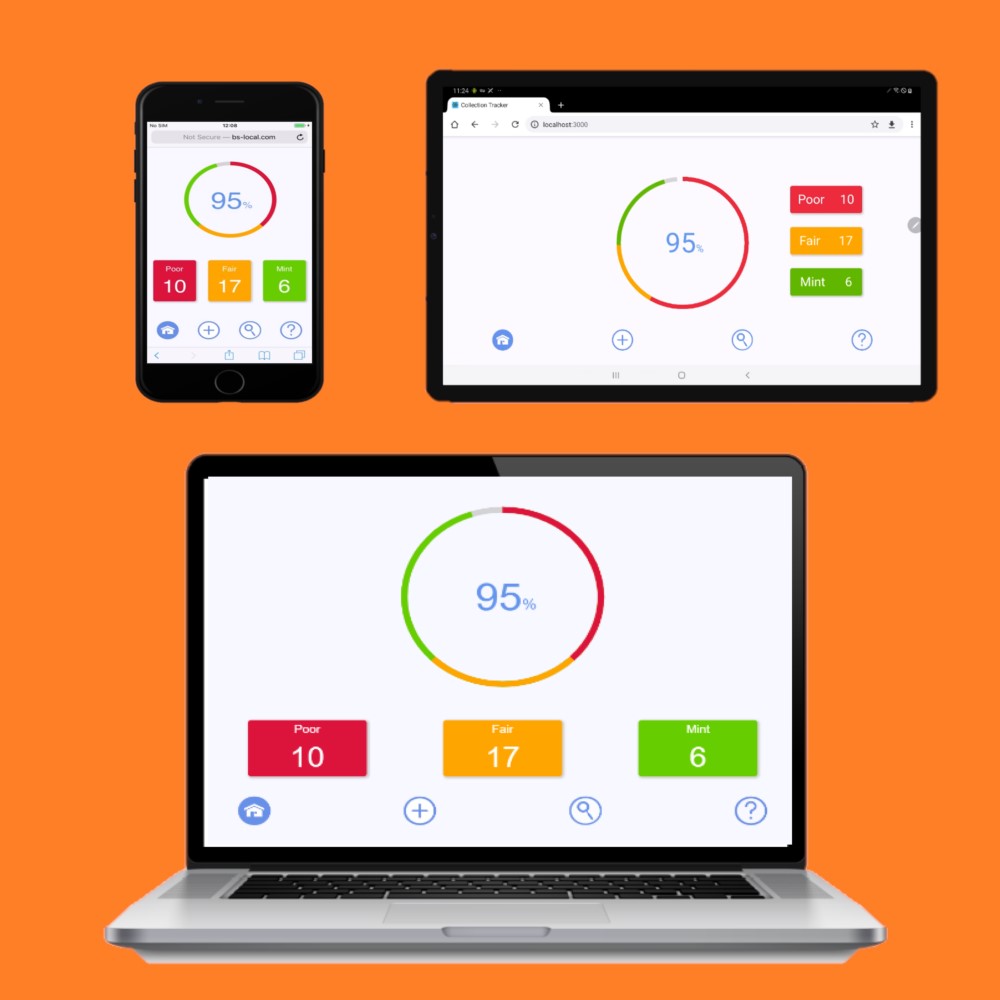 No SIM 12:08
Not Secure — bs-local.com
95%
Poor Fair Mint
10 17 6
11:24
Collection Tracker
localhost:3000
95%
Poor 10
Fair 17
Mint 6
95%
Poor Fair Mint
10 17 6